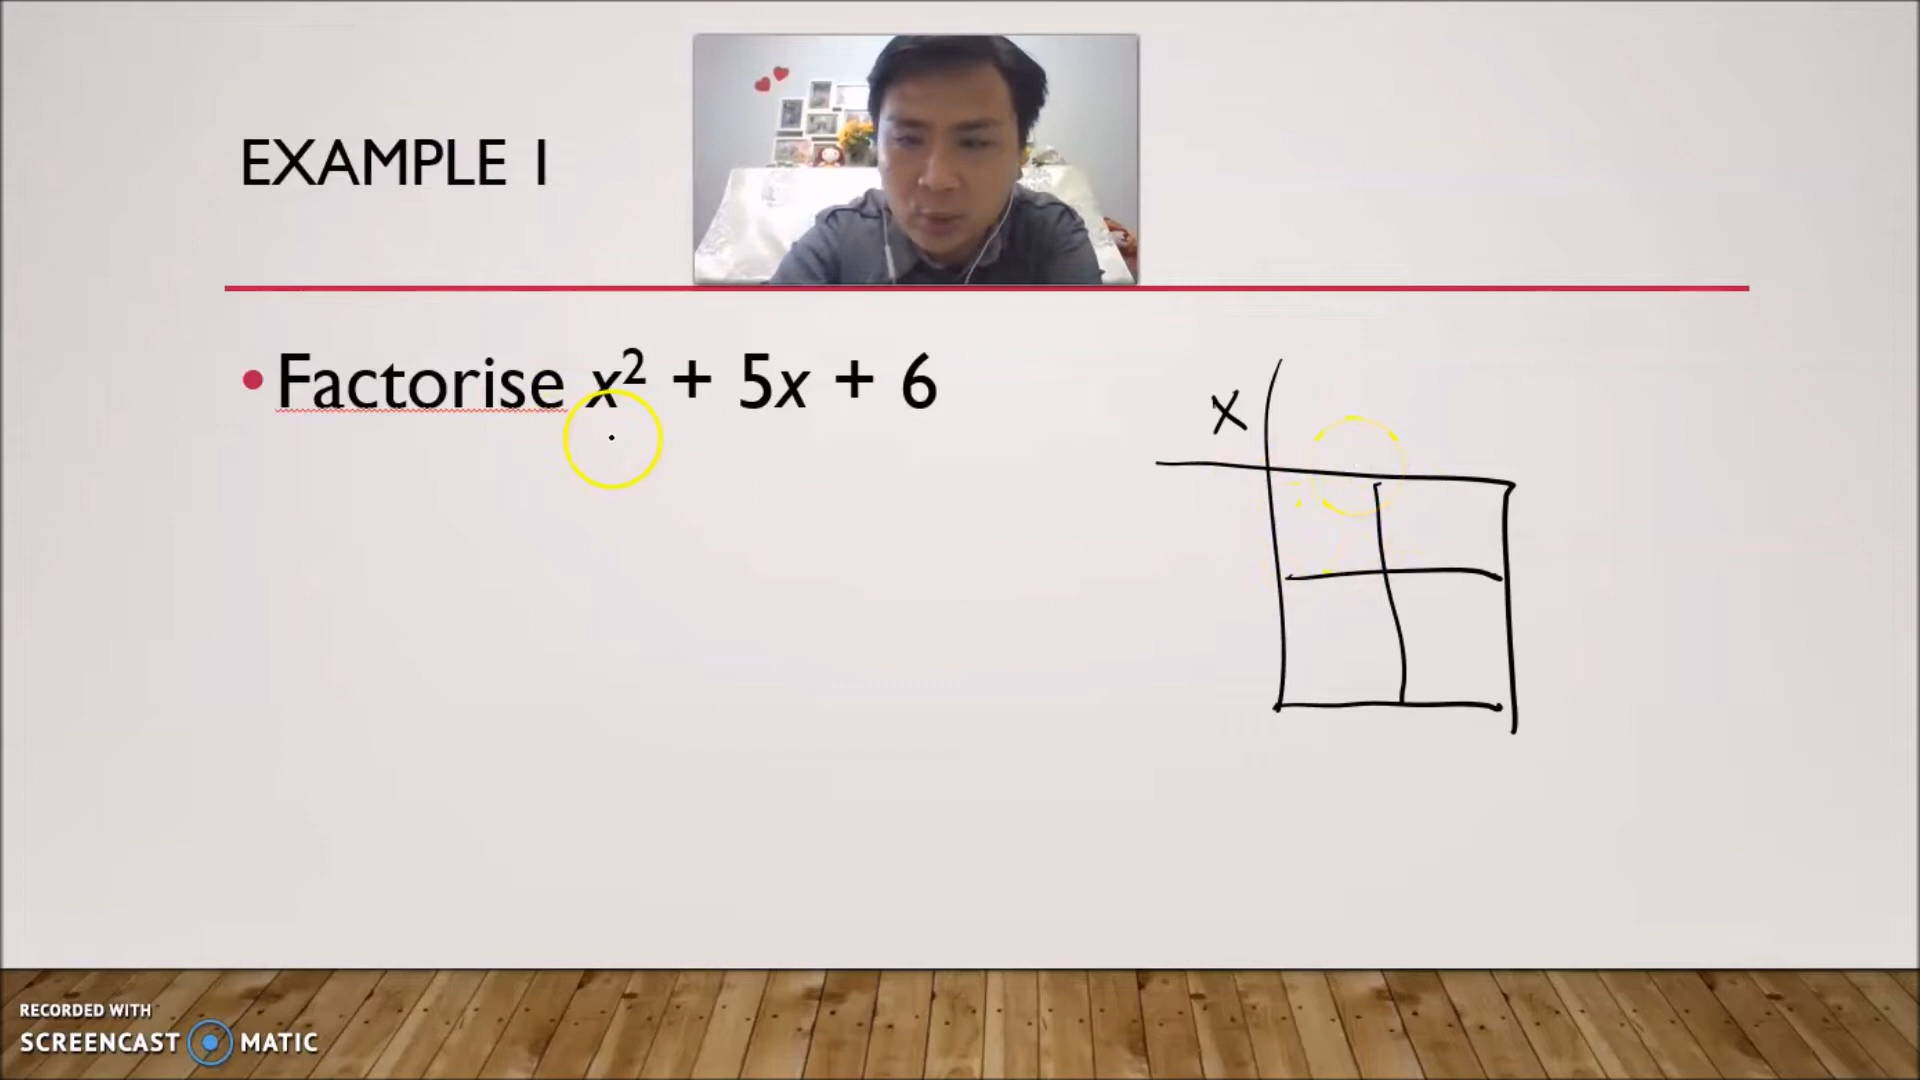 EXAMPLE 1
• Factorise x² + 5x + 6
×
RECORDED WITH
SCREENCAST MATIC